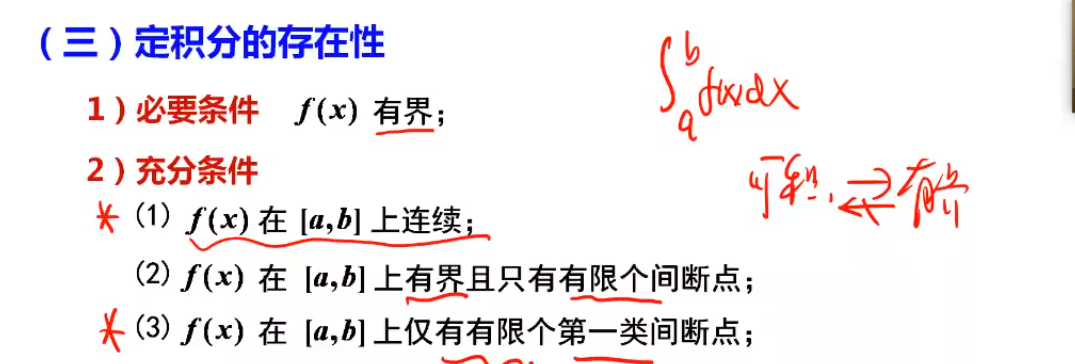 （三）定积分的存在性
∫_a^b f(x)dx
1）必要条件 f(x) 有界；
2）充分条件
可积. ⇄ 有界
* (1) f(x) 在 [a,b] 上连续；
(2) f(x) 在 [a,b] 上有界且只有有限个间断点；
* (3) f(x) 在 [a,b] 上仅有有限个第一类间断点；